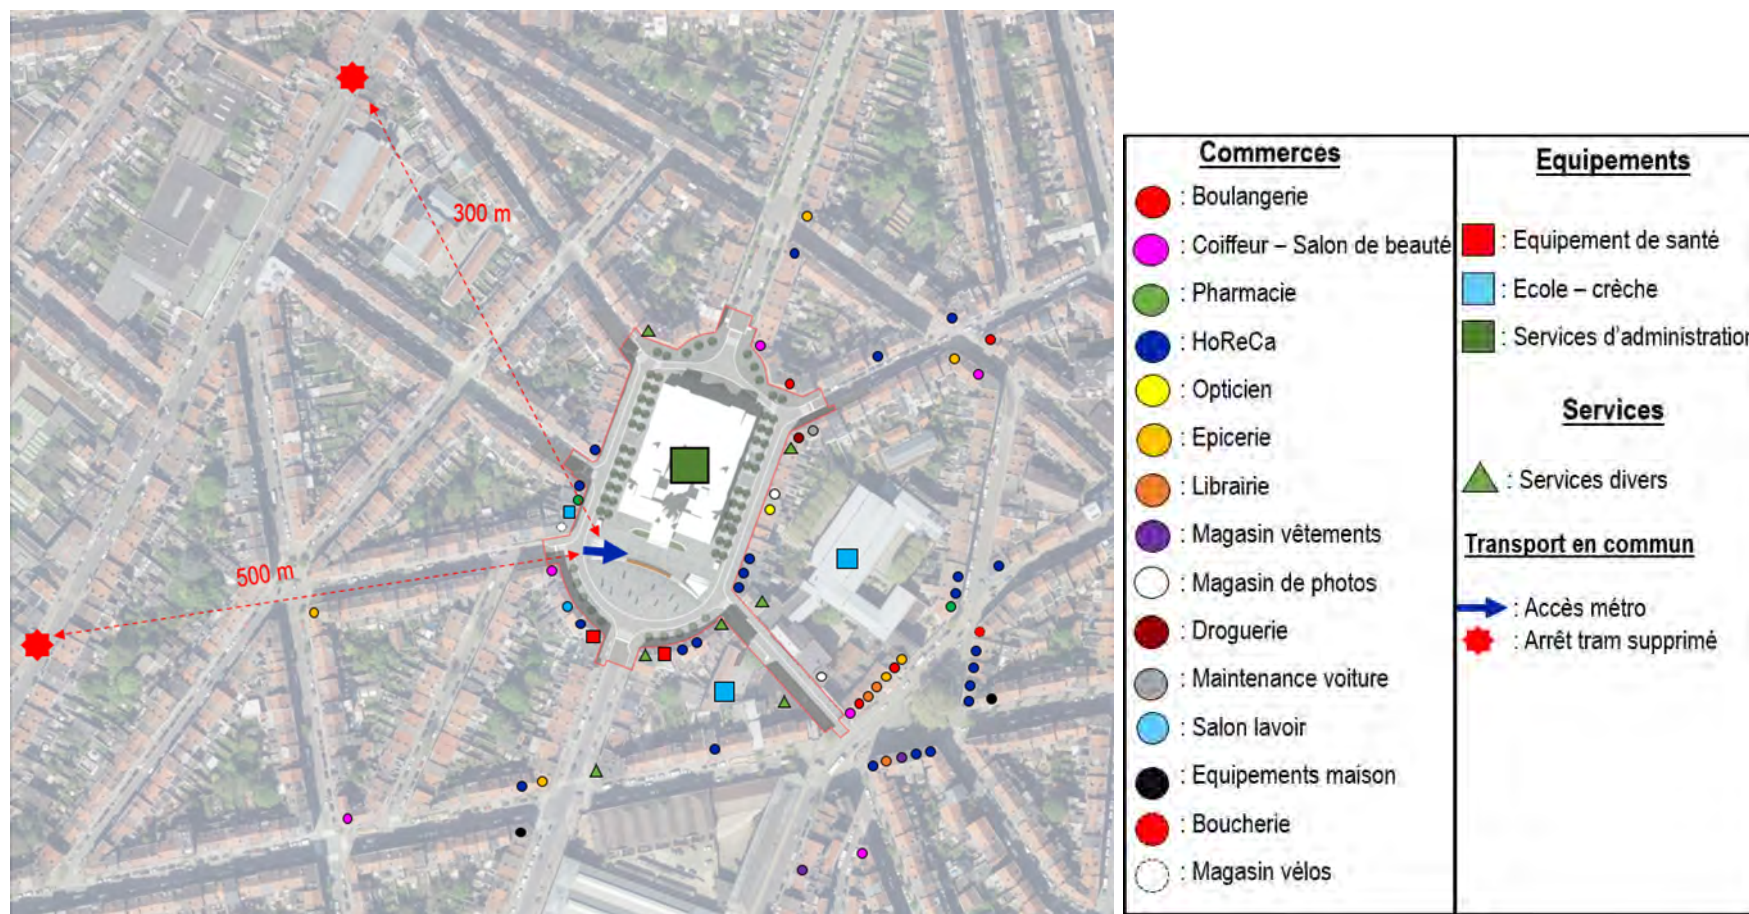 300 m
500 m
Commerces
: Boulangerie
: Coiffeur – Salon de beauté
: Pharmacie
: HoReCa
: Opticien
: Epicerie
: Librairie
: Magasin vêtements
: Magasin de photos
: Droguerie
: Maintenance voiture
: Salon lavoir
: Equipements maison
: Boucherie
: Magasin vélos
Equipements
: Equipement de santé
: Ecole – crèche
: Services d'administration
Services
: Services divers
Transport en commun
: Accès métro
: Arrêt tram supprimé